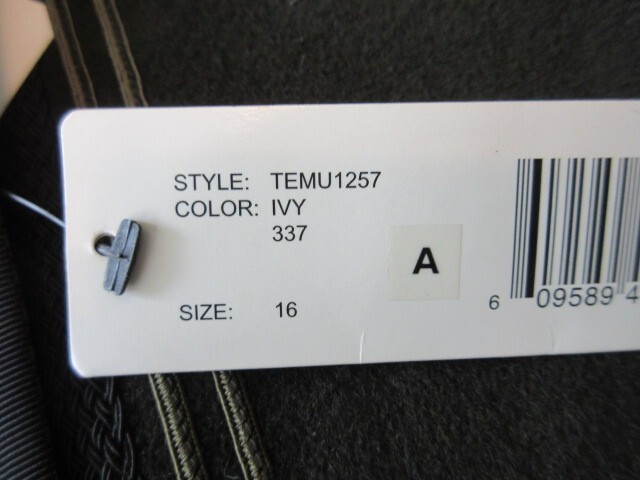 STYLE: TEMU1257
COLOR: IVY
337
A
SIZE: 16
6 09589 4